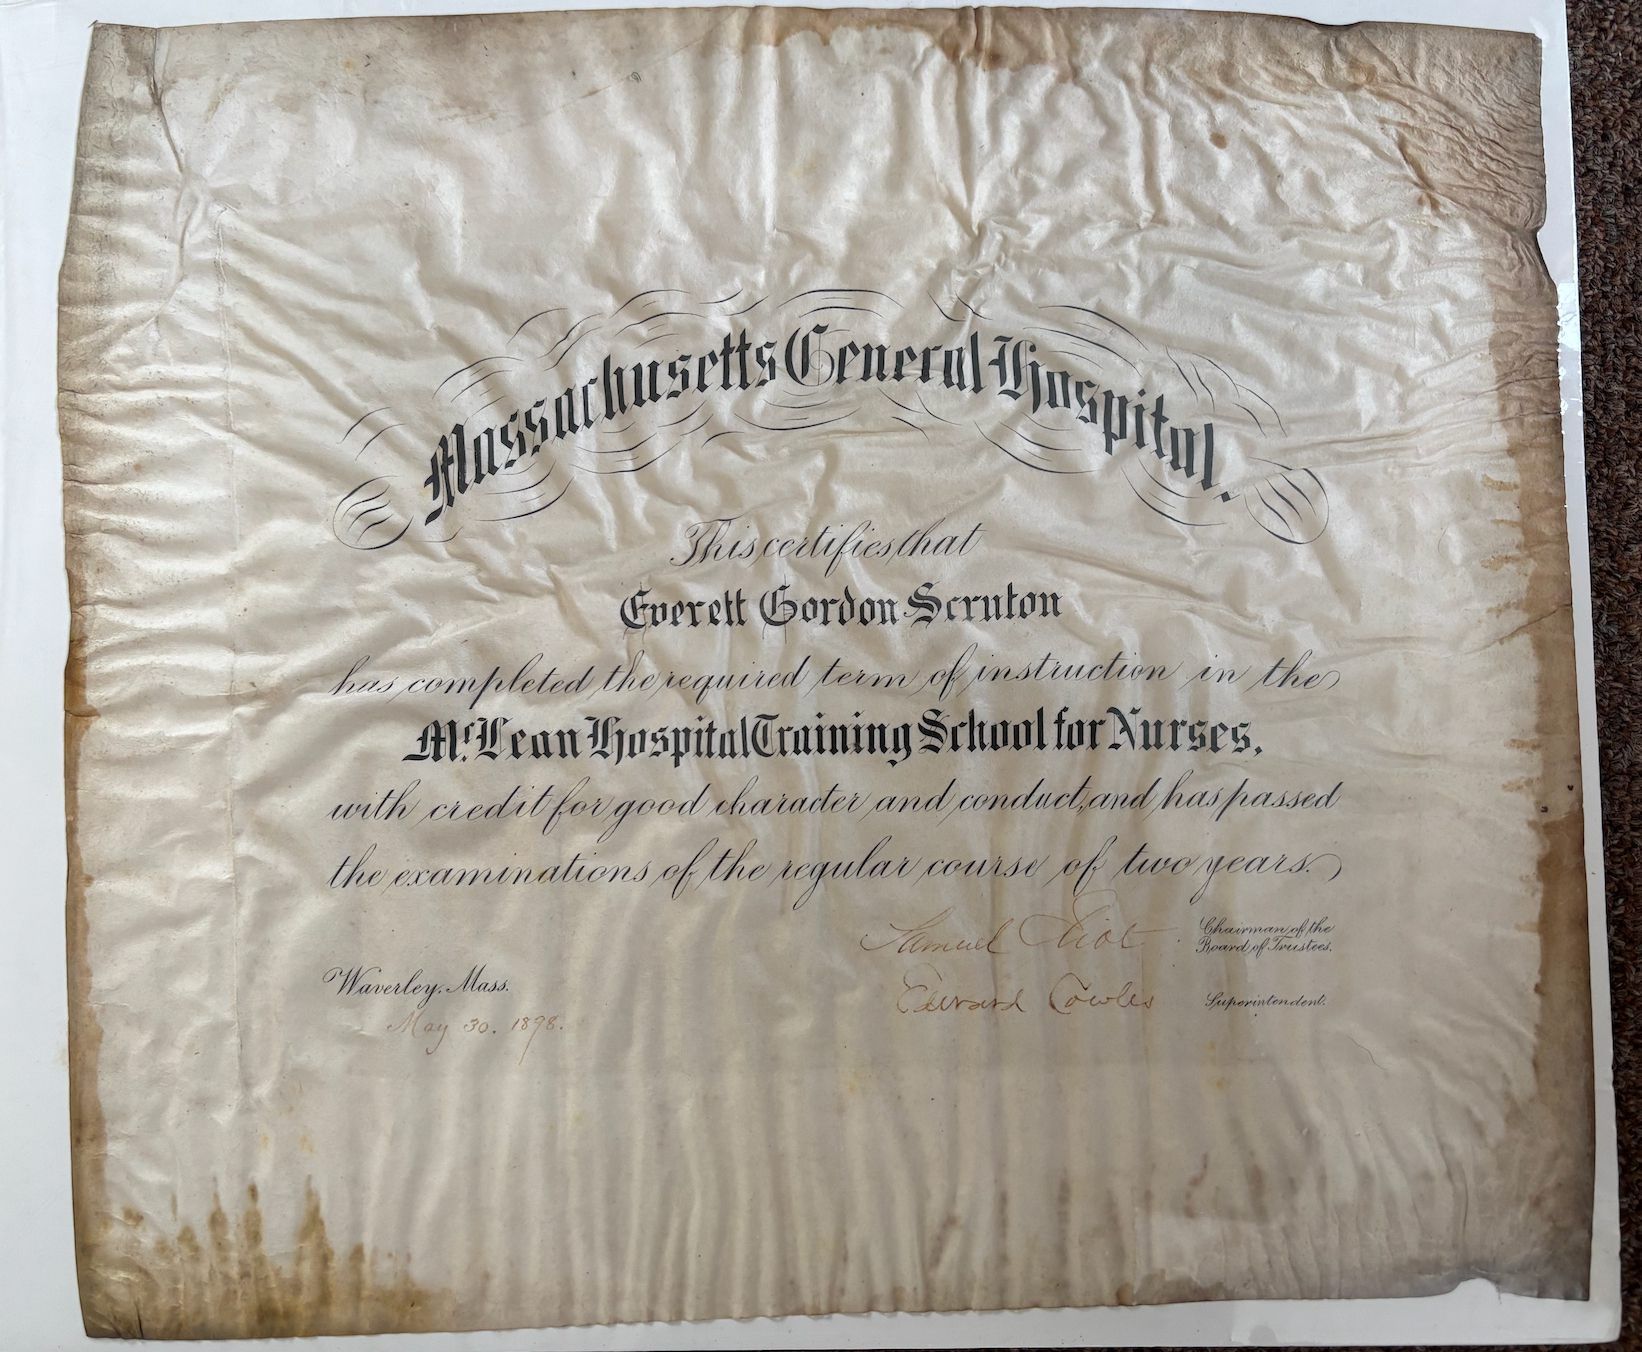 Massachusetts General Hospital.
This certifies that
Everett Gordon Scruton
has completed the required term of instruction in the
Mc. Lean Hospital Training School for Nurses,
with credit for good character and conduct, and has passed
the examinations of the regular course of two years.
Samuel Eliot Chairman of the
Board of Trustees.
Waverley, Mass.
Edward Cowles Superintendent.
May 30. 1898.